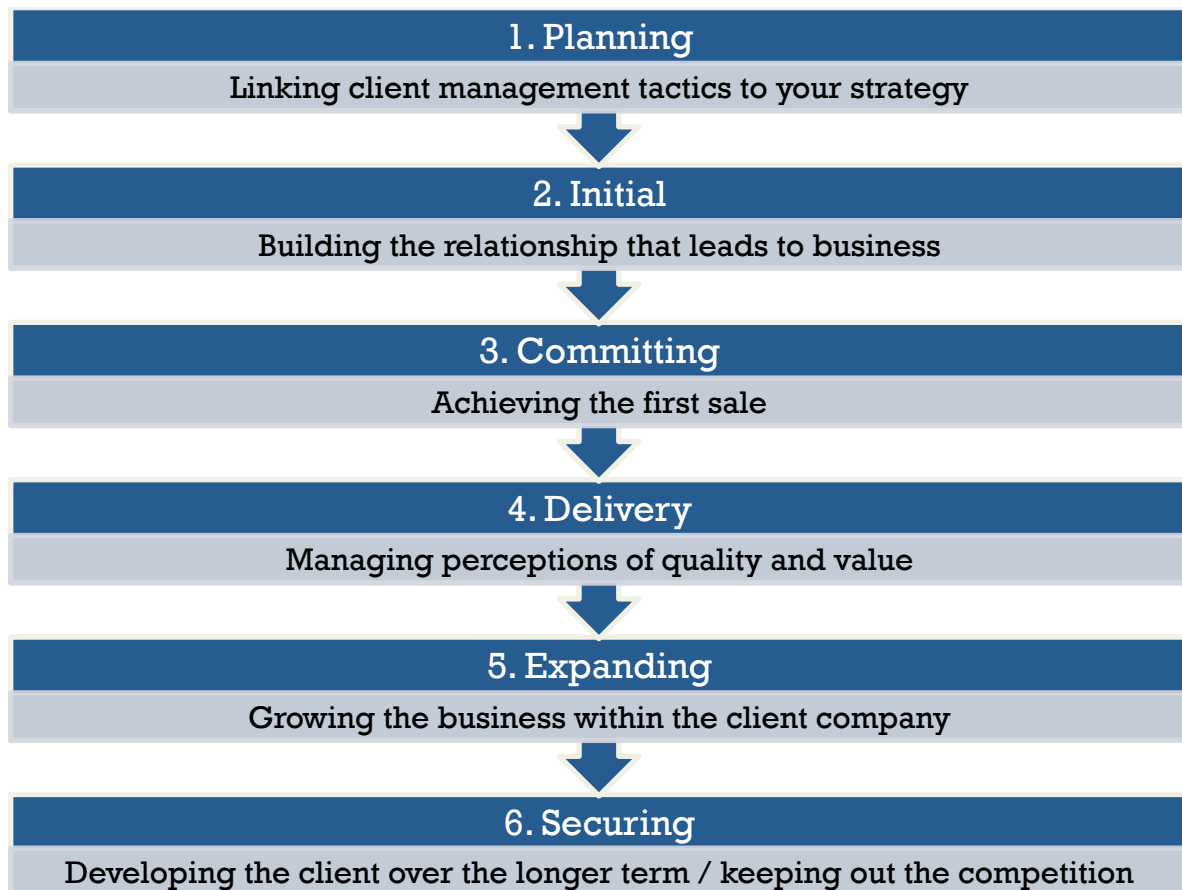 1. Planning
Linking client management tactics to your strategy
2. Initial
Building the relationship that leads to business
3. Committing
Achieving the first sale
4. Delivery
Managing perceptions of quality and value
5. Expanding
Growing the business within the client company
6. Securing
Developing the client over the longer term / keeping out the competition